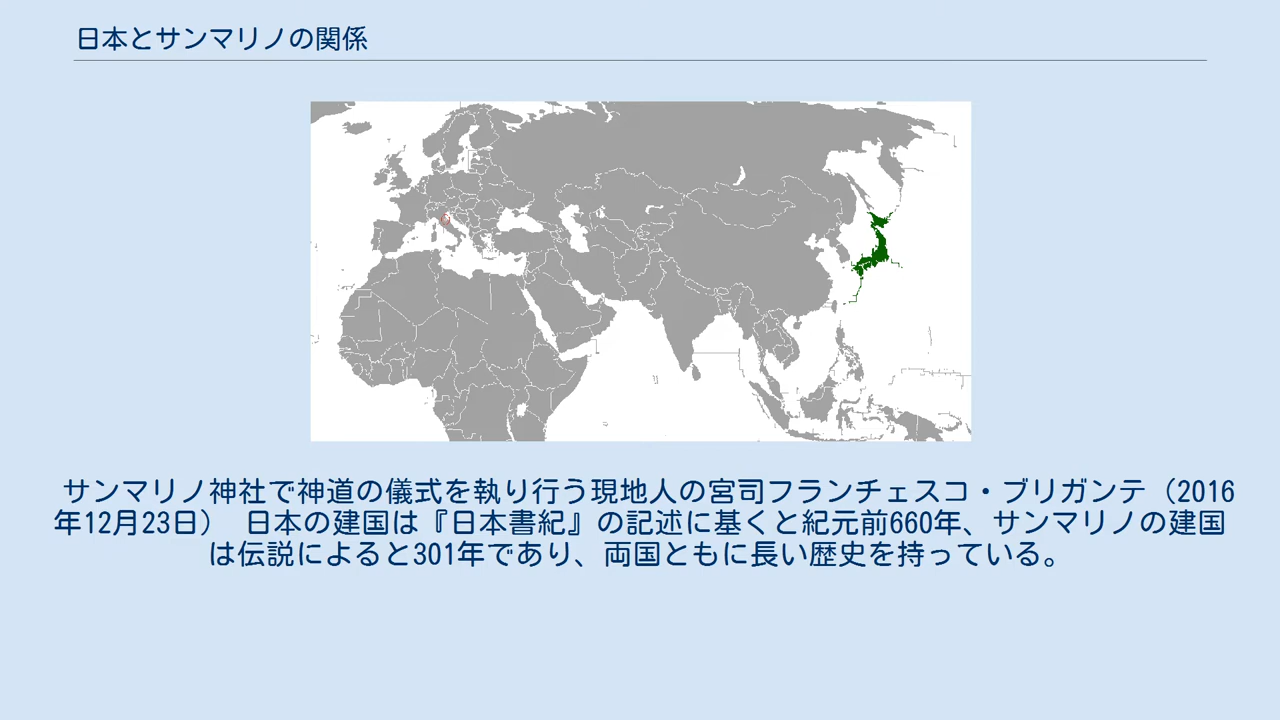 日本とサンマリノの関係
サンマリノ神社で神道の儀式を執り行う現地人の宮司フランチェスコ・ブリガンテ（2016
年12月23日） 日本の建国は『日本書紀』の記述に基くと紀元前660年、サンマリノの建国
は伝説によると301年であり、両国ともに長い歴史を持っている。